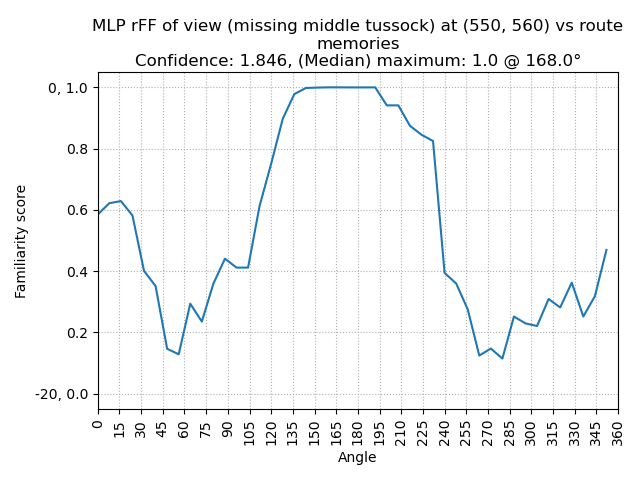 MLP rFF of view (missing middle tussock) at (550, 560) vs route
memories
Confidence: 1.846, (Median) maximum: 1.0 @ 168.0°
0, 1.0
0.8
0.6
0.4
0.2
-20, 0.0
Familiarity score
0 15 30 45 60 75 90 105 120 135 150 165 180 195 210 225 240 255 270 285 300 315 330 345 360
Angle